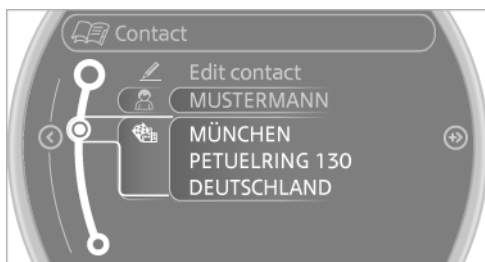 Contact
Edit contact
MUSTERMANN
MÜNCHEN
PETUELRING 130
DEUTSCHLAND